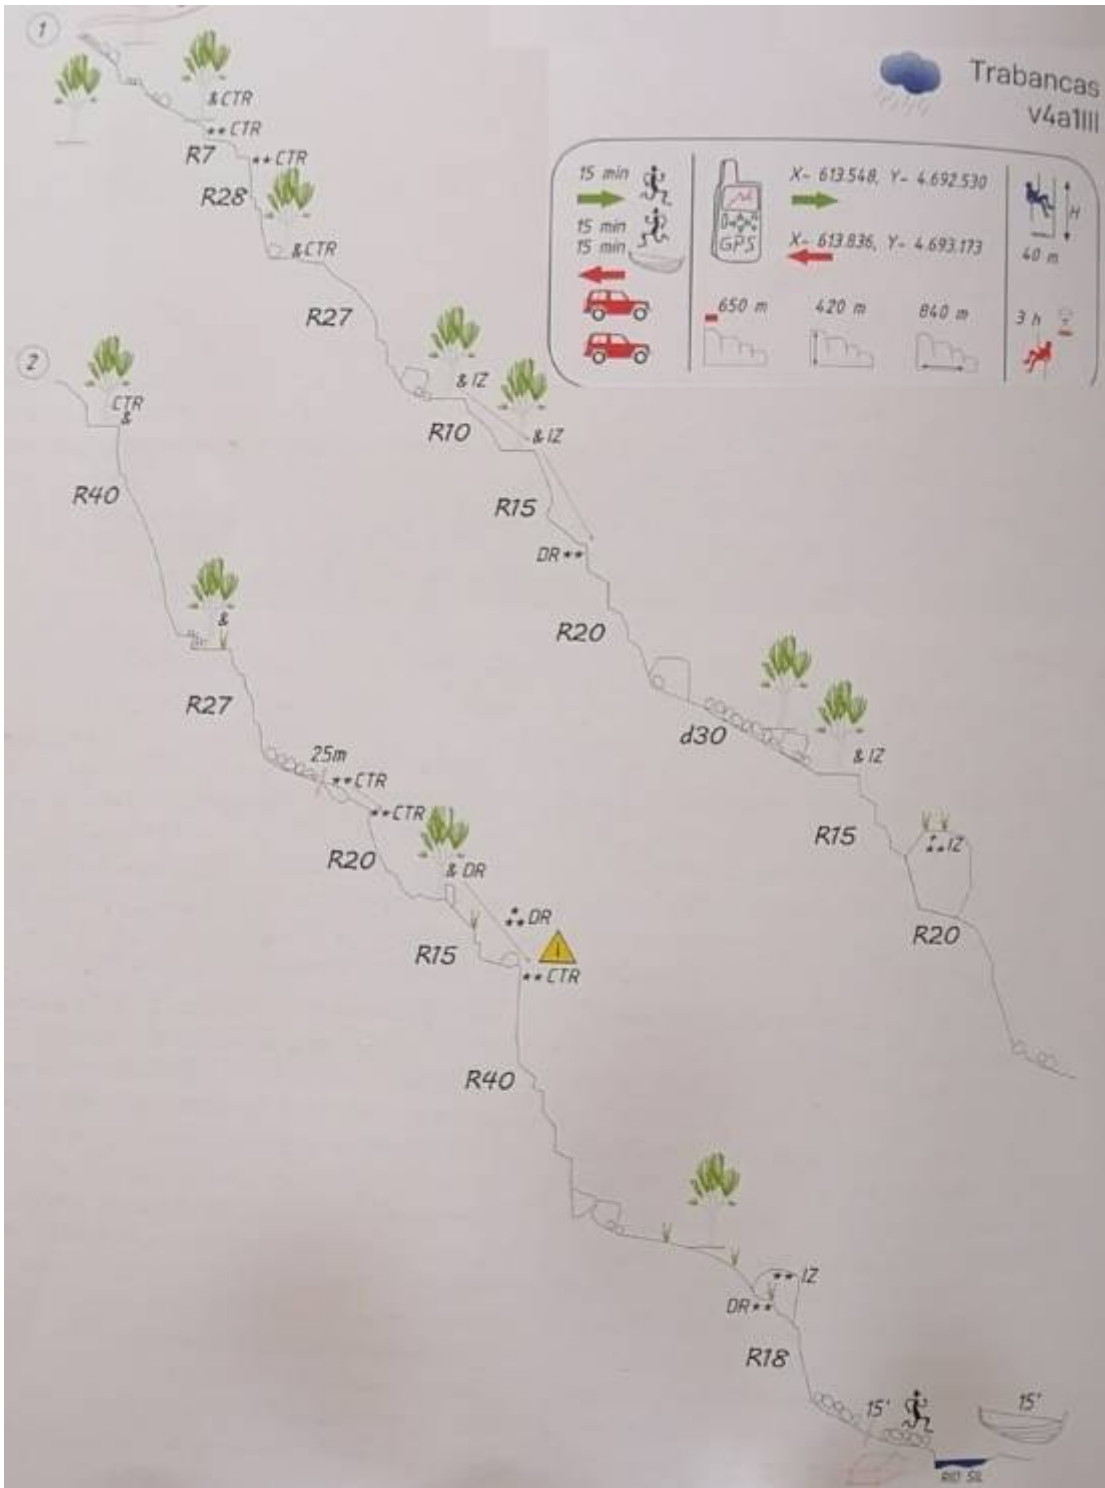 1
Trabancas
v4a1III
15 min
15 min
15 min
GPS
X- 613.548, Y- 4.692.530
X- 613.836, Y- 4.693.173
H
40 m
650 m
420 m
840 m
3 h
& CTR
** CTR
R7
** CTR
R28
& CTR
R27
& IZ
R10
& IZ
R15
DR **
R20
d30
& IZ
R15
IZ
R20
2
CTR
&
R40
&
R27
25m
** CTR
** CTR
R20
& DR
DR
R15
** CTR
R40
** IZ
DR **
R18
15'
15'
RIO SIL